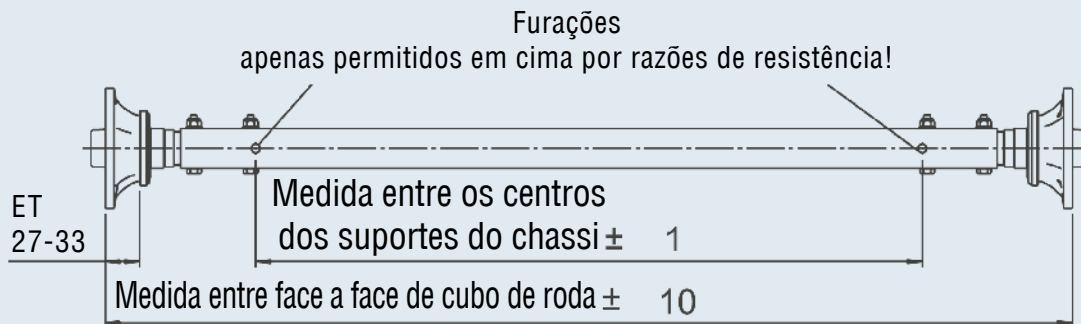 Furações
apenas permitidos em cima por razões de resistência!
ET
27-33
Medida entre os centros
dos suportes do chassi ± 1
Medida entre face a face de cubo de roda ± 10